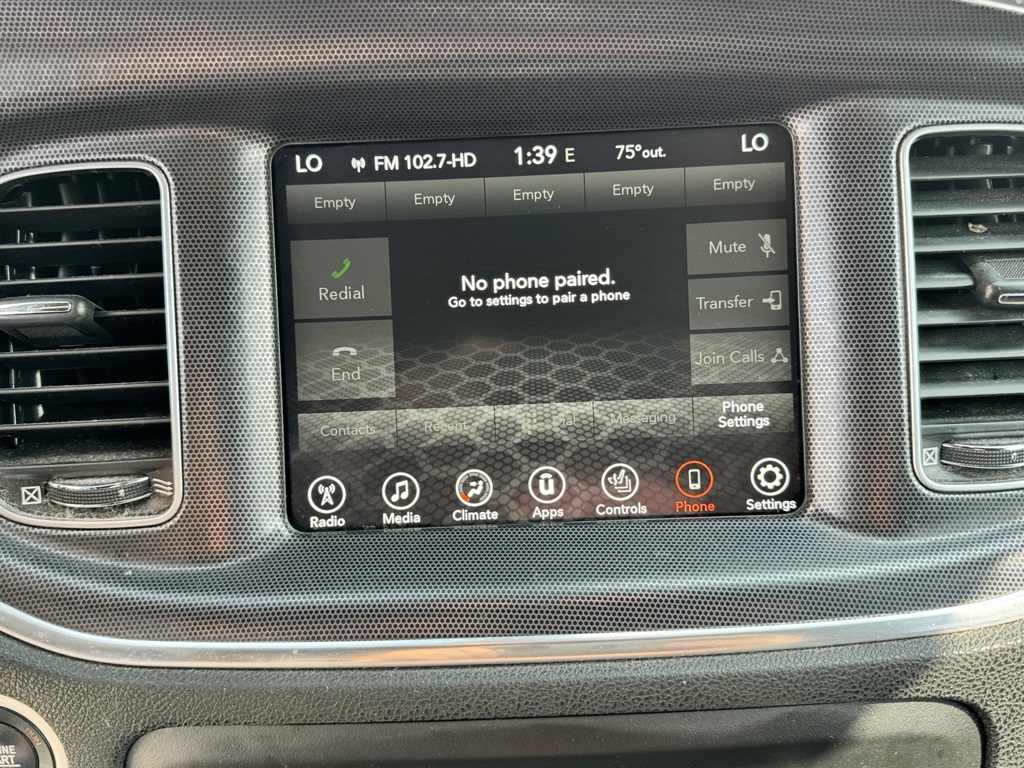 LO FM 102.7-HD 1:39 E 75°out. LO
Empty Empty Empty Empty Empty
Redial
No phone paired.
Go to settings to pair a phone
Mute
Transfer
End
Join Calls
Contacts Messaging Phone
Settings
Radio Media Climate Apps Controls Phone Settings